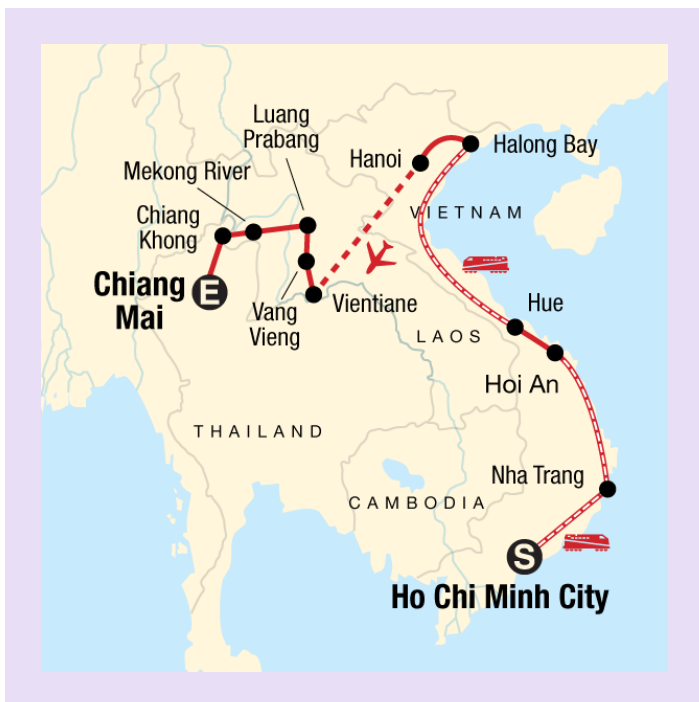 Luang
Prabang
Hanoi
Halong Bay
Mekong River
Chiang
Khong
VIETNAM
Chiang
Mai
E
Vang
Vieng
Vientiane
Hue
LAOS
Hoi An
THAILAND
Nha Trang
CAMBODIA
S
Ho Chi Minh City